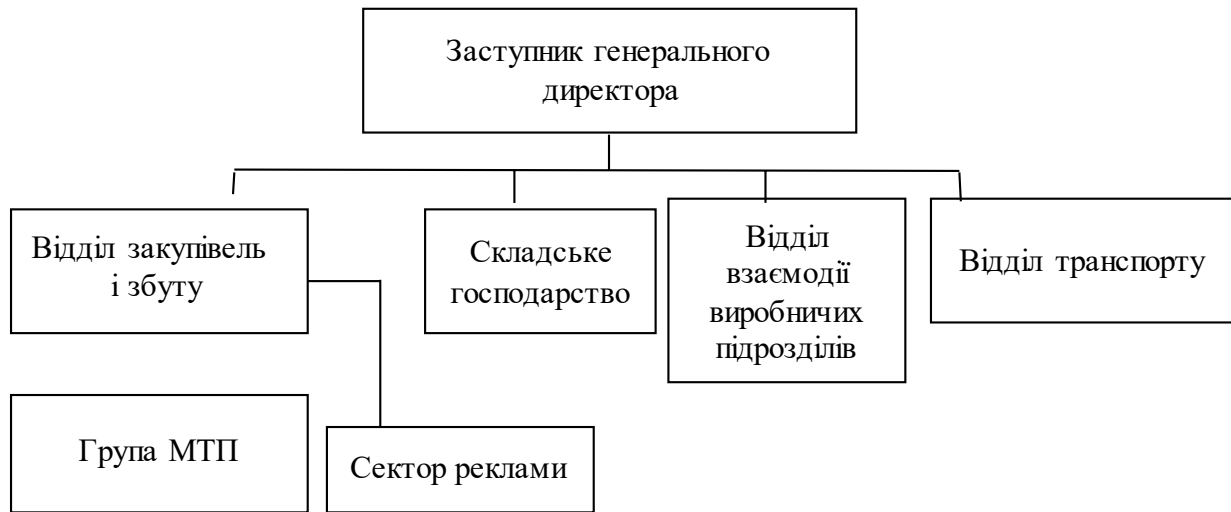 Заступник генерального
директора
Відділ закупівель
і збуту
Складське
господарство
Відділ
взаємодії
виробничих
підрозділів
Відділ транспорту
Група МТП
Сектор реклами